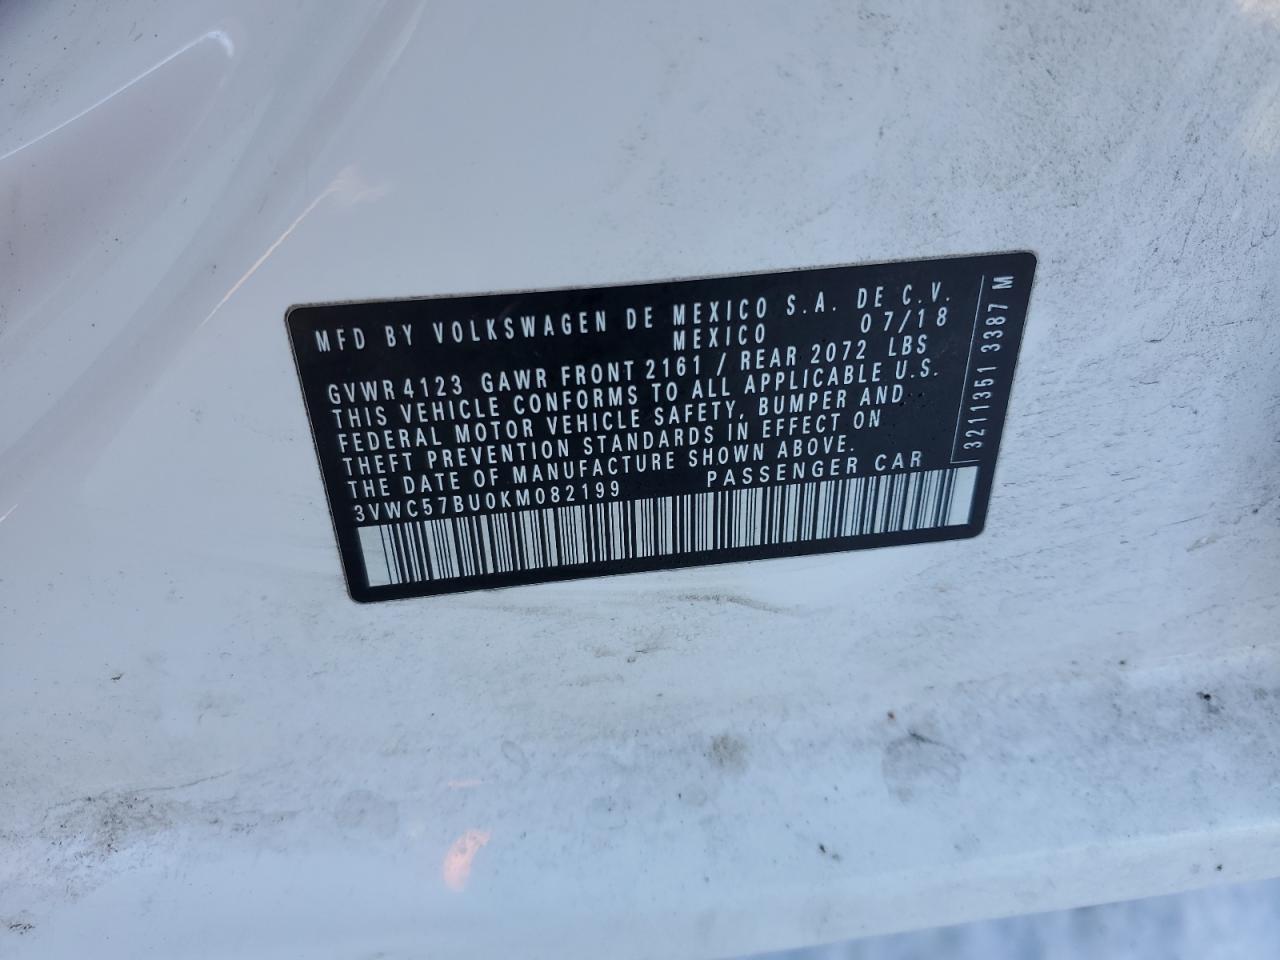 MFD BY VOLKSWAGEN DE MEXICO S.A. DE C.V.
MEXICO 07/18
GVWR 4123 GAWR FRONT 2161 / REAR 2072 LBS
THIS VEHICLE CONFORMS TO ALL APPLICABLE U.S.
FEDERAL MOTOR VEHICLE SAFETY, BUMPER AND
THEFT PREVENTION STANDARDS IN EFFECT ON
THE DATE OF MANUFACTURE SHOWN ABOVE.
3VWC57BU0KM082199 PASSENGER CAR
3211351 3387 M